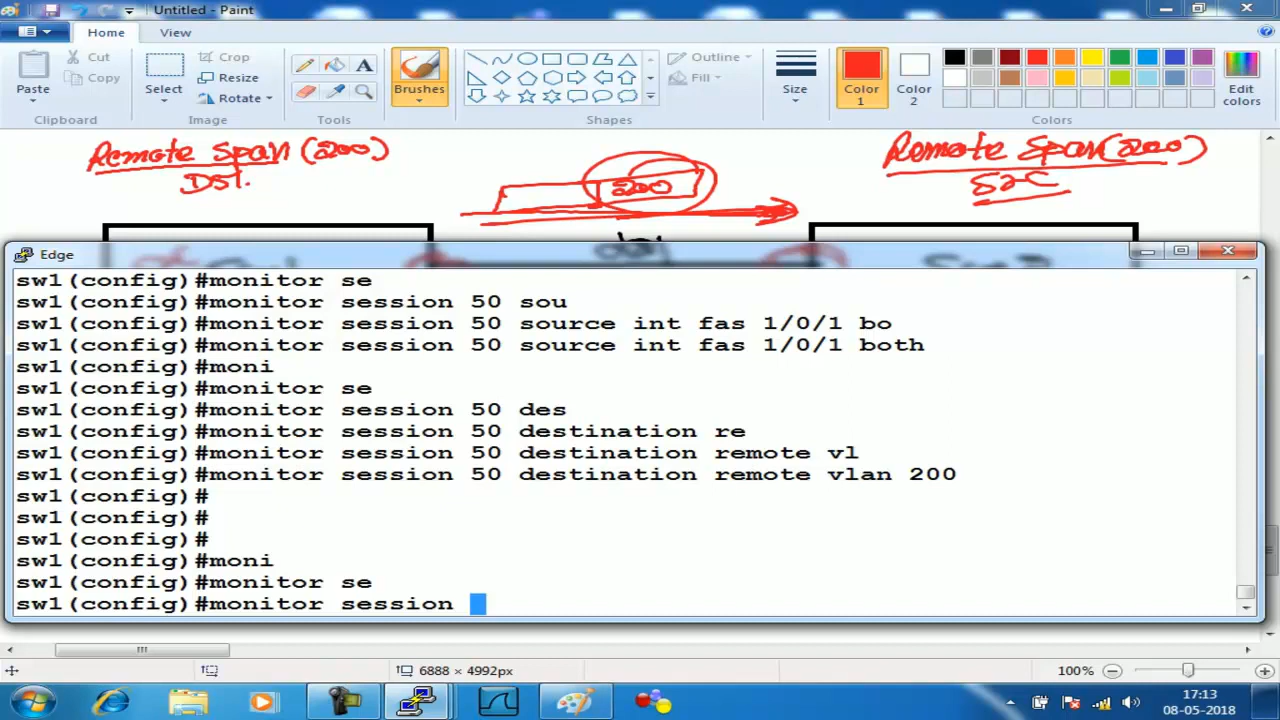 Untitled - Paint
Home View
Cut
Copy
Paste
Clipboard
Crop
Resize
Rotate
Select
Image
A
Tools
Brushes
Shapes
Outline
Fill
Size
Color 1
Color 2
Edit colors
Colors
Remote Span (200)
DST.
200
Remote Span (200)
Edge
sw1(config)#monitor se
sw1(config)#monitor session 50 sou
sw1(config)#monitor session 50 source int fas 1/0/1 bo
sw1(config)#monitor session 50 source int fas 1/0/1 both
sw1(config)#moni
sw1(config)#monitor se
sw1(config)#monitor session 50 des
sw1(config)#monitor session 50 destination re
sw1(config)#monitor session 50 destination remote vl
sw1(config)#monitor session 50 destination remote vlan 200
sw1(config)#
sw1(config)#
sw1(config)#
sw1(config)#moni
sw1(config)#monitor se
sw1(config)#monitor session
6888 × 4992px
100%
17:13
08-05-2018